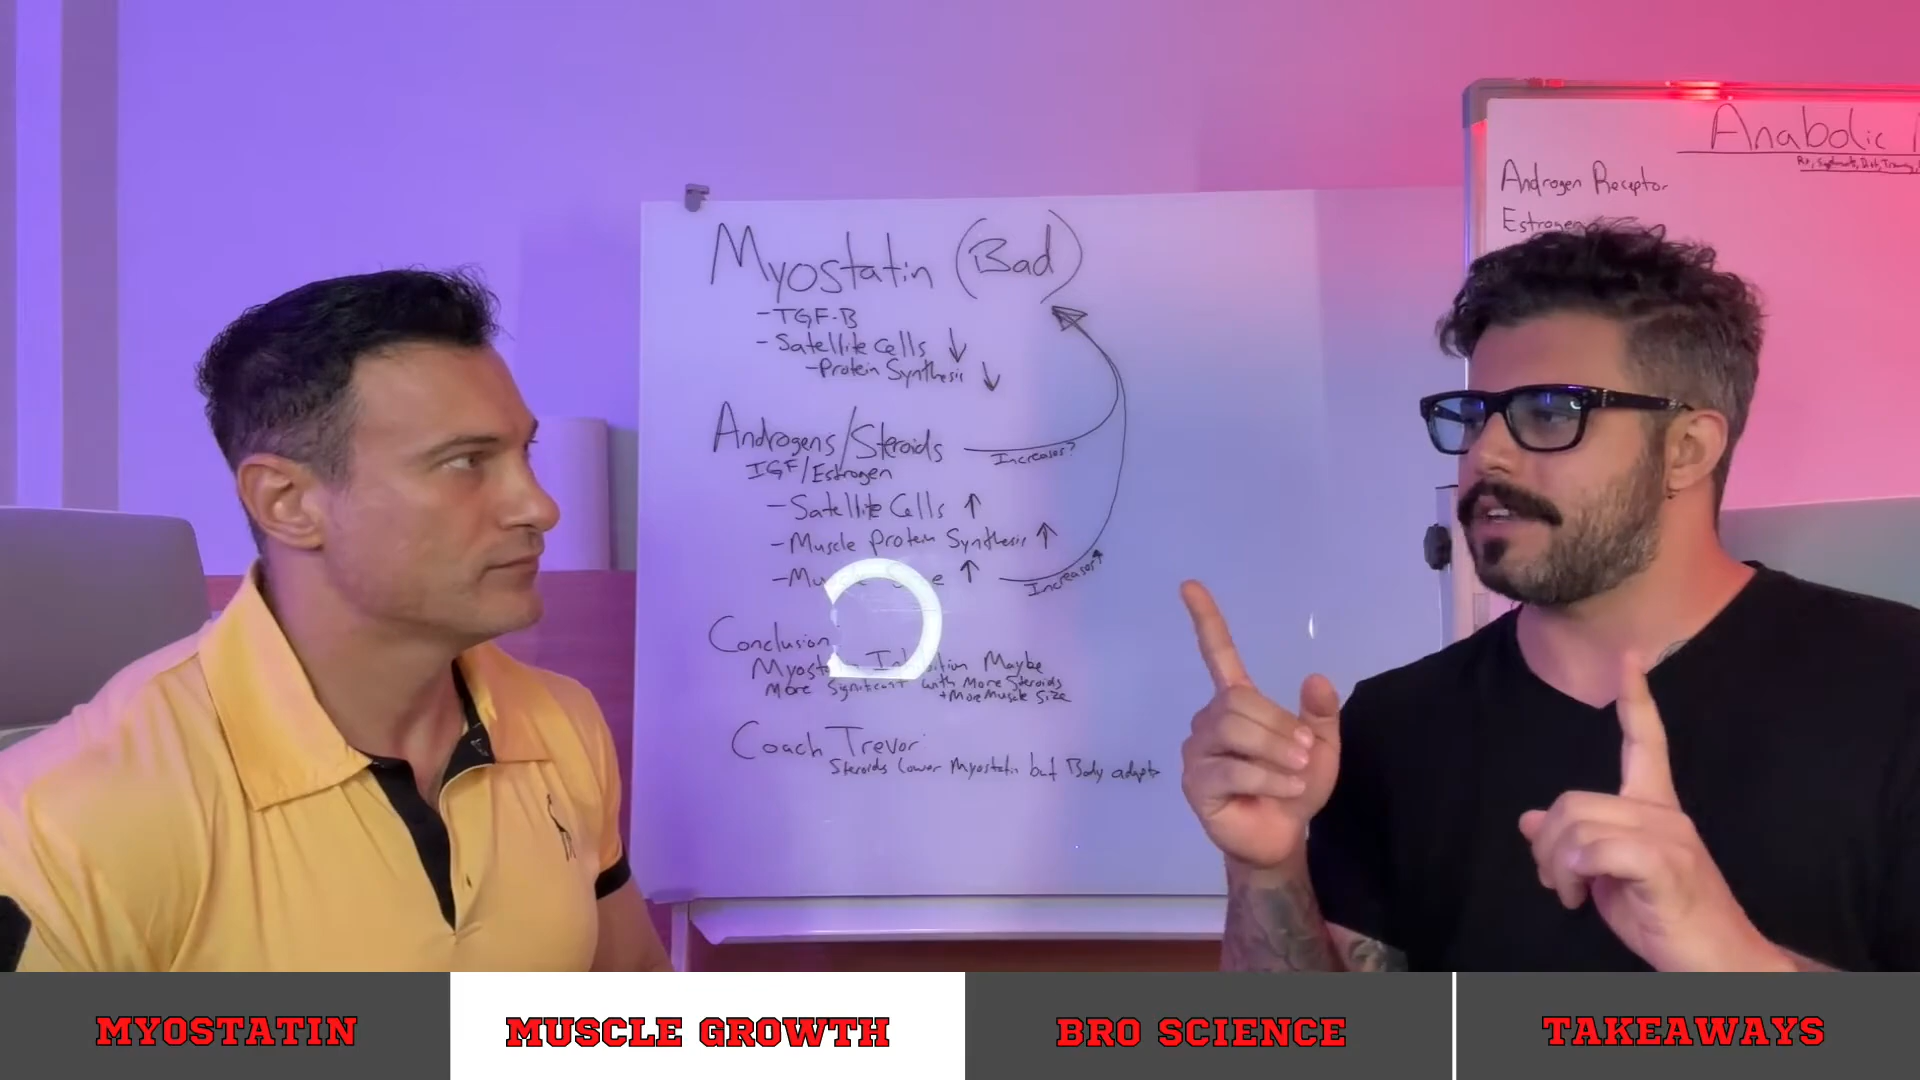 Myostatin (Bad)
-TGF-B
-Satellite Cells ↓
-Protein Synthesis ↓
Androgens/Steroids
Increases?
IGF/Estrogen
-Satellite Cells ↑
-Muscle Protein Synthesis ↑
↑
Increases?
Conclusion
Maybe
More Significant with More Steroids
+More Muscle Size
Coach Trevor:
Steroids Lower Myostatin but Body adapts
Anabolic
Androgen Receptor
Estrogen
MYOSTATIN
MUSCLE GROWTH
BRO SCIENCE
TAKEAWAYS